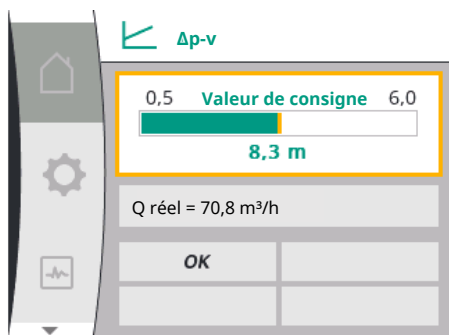 Δp-v
0,5 Valeur de consigne 6,0
8,3 m
Q réel = 70,8 m³/h
OK